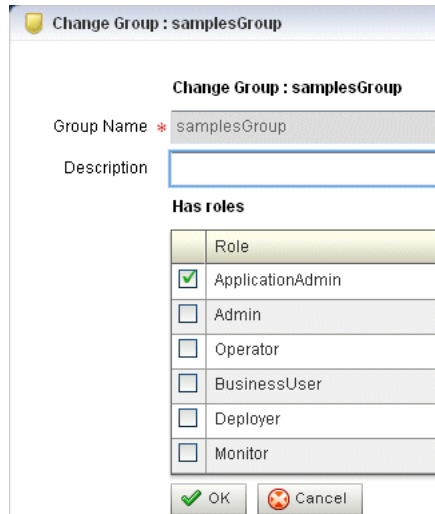 Change Group : samplesGroup
Change Group : samplesGroup
Group Name * samplesGroup
Description
Has roles
Role
ApplicationAdmin
Admin
Operator
BusinessUser
Deployer
Monitor
OK Cancel